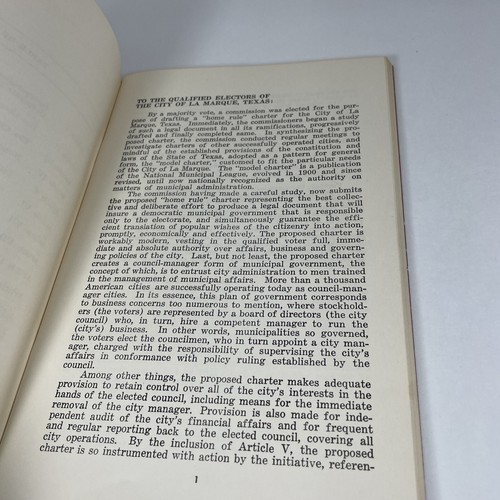 TO THE QUALIFIED ELECTORS OF
THE CITY OF LA MARQUE, TEXAS:
By a majority vote, a commission was elected for the pur-
pose of drafting a "home rule" charter for the City of La
Marque, Texas. Immediately, the commissioners began a study
of such a legal document in all its ramifications, progressively
drafted and finally completed same. In synthesising the pro-
posed charter, the commission conducted regular meetings to
investigate charters of other successfully operated cities, and
mindful of the established provisions of the constitution and
laws of the State of Texas, adopted as a pattern for general
form, the "model charter," customed to fit the particular needs
of the City of La Marque. The "model charter" is a publication
of the National Municipal League, evolved in 1900 and since
revised, until now nationally recognized as the authority on
matters of municipal administration.
The commission having made a careful study, now submits
the proposed "home rule" charter representing the best collec-
tive and deliberate effort to produce a legal document that will
insure a democratic municipal government that is responsible
only to the electorate, and simultaneously guarantee the effi-
cient translation of popular wishes of the citizenry into action,
promptly, economically and effectively. The proposed charter is
workably modern, vesting in the qualified voter full, imme-
diate and absolute authority over affairs, business and govern-
ing policies of the city. Last, but not least, the proposed charter
creates a council-manager form of municipal government, the
concept of which, is to entrust city administration to men trained
in the management of municipal affairs. More than a thousand
American cities are successfully operating today as council-man-
ager cities. In its essence, this plan of government corresponds
to business concerns too numerous to mention, where stockhold-
ers (the voters) are represented by a board of directors (the city
council) who, in turn, hire a competent manager to run the
(city's) business. In other words, municipalities so governed,
the voters elect the councilmen, who in turn appoint a city man-
ager, charged with the responsibility of supervising the city's
affairs in conformance with policy ruling established by the
council.
Among other things, the proposed charter makes adequate
provision to retain control over all of the city's interests in the
hands of the elected council, including means for the immediate
removal of the city manager. Provision is also made for inde-
pendent audit of the city's financial affairs and for frequent
and regular reporting back to the elected council, covering all
city operations. By the inclusion of Article V, the proposed
charter is so instrumented with action by the initiative, referen-
1